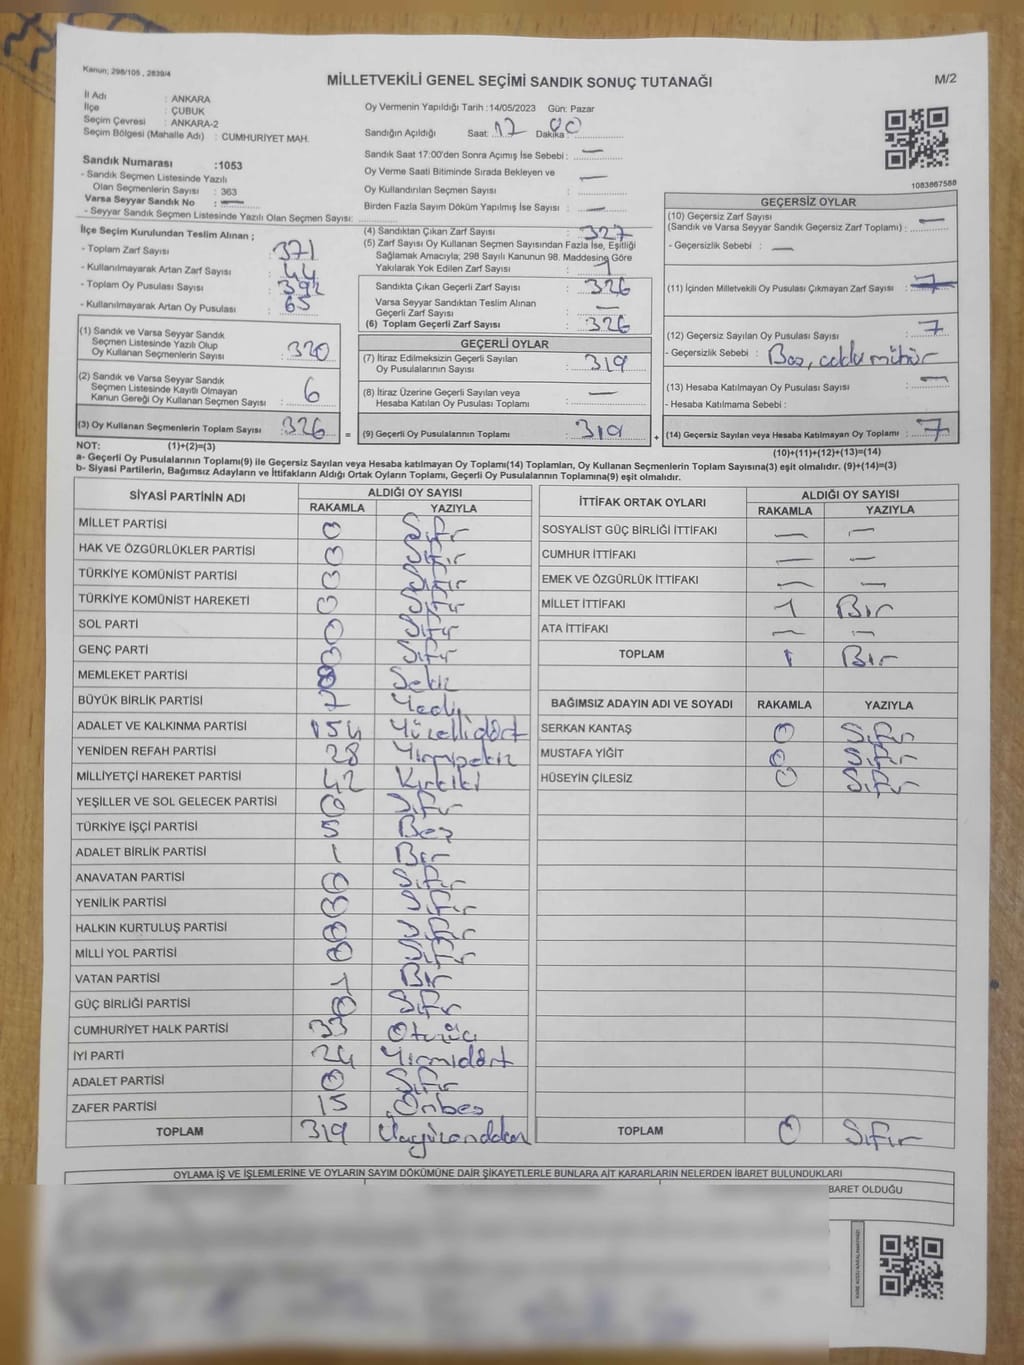 Kanun; 298/105 , 2839/4
MİLLETVEKİLİ GENEL SEÇİMİ SANDIK SONUÇ TUTANAĞI
M/2
İl Adı : ANKARA
İlçe : ÇUBUK
Seçim Çevresi : ANKARA-2
Seçim Bölgesi (Mahalle Adı) : CUMHURİYET MAH.
Oy Vermenin Yapıldığı Tarih : 14/05/2023 Gün: Pazar
Sandığın Açıldığı Saat: 17 Dakika 00
Sandık Saat 17:00'den Sonra Açımış İse Sebebi : —
Oy Verme Saati Bitiminde Sırada Bekleyen ve
Oy Kullandırılan Seçmen Sayısı : —
Birden Fazla Sayım Döküm Yapılmış İse Sayısı : —
1083867588
Sandık Numarası : 1053
- Sandık Seçmen Listesinde Yazılı
Olan Seçmenlerin Sayısı : 363
Varsa Seyyar Sandık No : —
- Seyyar Sandık Seçmen Listesinde Yazılı Olan Seçmen Sayısı:
İlçe Seçim Kurulundan Teslim Alınan ;
- Toplam Zarf Sayısı : 371
- Kullanılmayarak Artan Zarf Sayısı : 44
- Toplam Oy Pusulası Sayısı : 392
- Kullanılmayarak Artan Oy Pusulası : 65
(1) Sandık ve Varsa Seyyar Sandık
Seçmen Listesinde Yazılı Olup
Oy Kullanan Seçmenlerin Sayısı : 320
(2) Sandık ve Varsa Seyyar Sandık
Seçmen Listesinde Kayıtlı Olmayan
Kanun Gereği Oy Kullanan Seçmen Sayısı : 6
(3) Oy Kullanan Seçmenlerin Toplam Sayısı : 326 =
(4) Sandıktan Çıkan Zarf Sayısı : 327
(5) Zarf Sayısı Oy Kullanan Seçmen Sayısından Fazla İse, Eşitliği
Sağlamak Amacıyla; 298 Sayılı Kanunun 98. Maddesine Göre
Yakılarak Yok Edilen Zarf Sayısı : 1
Sandıkta Çıkan Geçerli Zarf Sayısı : 326
Varsa Seyyar Sandıktan Teslim Alınan
Geçerli Zarf Sayısı : —
(6) Toplam Geçerli Zarf Sayısı : 326
GEÇERLİ OYLAR
(7) İtiraz Edilmeksizin Geçerli Sayılan
Oy Pusulalarının Sayısı : 319
(8) İtiraz Üzerine Geçerli Sayılan veya
Hesaba Katılan Oy Pusulası Toplamı : —
(9) Geçerli Oy Pusulalarının Toplamı : 319 +
GEÇERSİZ OYLAR
(10) Geçersiz Zarf Sayısı
(Sandık ve Varsa Seyyar Sandık Geçersiz Zarf Toplamı) : —
- Geçersizlik Sebebi : —
(11) İçinden Milletvekili Oy Pusulası Çıkmayan Zarf Sayısı : 7
(12) Geçersiz Sayılan Oy Pusulası Sayısı : 7
- Geçersizlik Sebebi : Boş, mühür
(13) Hesaba Katılmayan Oy Pusulası Sayısı : —
- Hesaba Katılmama Sebebi :
(14) Geçersiz Sayılan veya Hesaba Katılmayan Oy Toplamı : 7
NOT: (1)+(2)=(3)
(10)+(11)+(12)+(13)=(14)
a- Geçerli Oy Pusulalarının Toplamı(9) ile Geçersiz Sayılan veya Hesaba katılmayan Oy Toplamı(14) Toplamları, Oy Kullanan Seçmenlerin Toplam Sayısına(3) eşit olmalıdır. (9)+(14)=(3)
b- Siyasi Partilerin, Bağımsız Adayların ve İttifakların Aldığı Ortak Oyların Toplamı, Geçerli Oy Pusulalarının Toplamına(9) eşit olmalıdır.
SİYASİ PARTİNİN ADI ALDIĞI OY SAYISI
RAKAMLA YAZIYLA
MİLLET PARTİSİ 0 Sıfır
HAK VE ÖZGÜRLÜKLER PARTİSİ 0 Sıfır
TÜRKİYE KOMÜNİST PARTİSİ 0 Sıfır
TÜRKİYE KOMÜNİST HAREKETİ 0 Sıfır
SOL PARTİ 0 Sıfır
GENÇ PARTİ 0 Sıfır
MEMLEKET PARTİSİ 8 Sekiz
BÜYÜK BİRLİK PARTİSİ 7 Yedi
ADALET VE KALKINMA PARTİSİ 154 Yüzellidört
YENİDEN REFAH PARTİSİ 28 Yirmisekiz
MİLLİYETÇİ HAREKET PARTİSİ 42 Kırkiki
YEŞİLLER VE SOL GELECEK PARTİSİ 0 Sıfır
TÜRKİYE İŞÇİ PARTİSİ 5 Beş
ADALET BİRLİK PARTİSİ 1 Bir
ANAVATAN PARTİSİ 0 Sıfır
YENİLİK PARTİSİ 0 Sıfır
HALKIN KURTULUŞ PARTİSİ 0 Sıfır
MİLLİ YOL PARTİSİ 0 Sıfır
VATAN PARTİSİ 1 Bir
GÜÇ BİRLİĞİ PARTİSİ 0 Sıfır
CUMHURİYET HALK PARTİSİ 33 Otuzüç
İYİ PARTİ 24 Yirmidört
ADALET PARTİSİ 0 Sıfır
ZAFER PARTİSİ 15 Onbeş
TOPLAM 319
İTTİFAK ORTAK OYLARI ALDIĞI OY SAYISI
RAKAMLA YAZIYLA
SOSYALİST GÜÇ BİRLİĞİ İTTİFAKI — —
CUMHUR İTTİFAKI — —
EMEK VE ÖZGÜRLÜK İTTİFAKI — —
MİLLET İTTİFAKI 1 Bir
ATA İTTİFAKI — —
TOPLAM 1 Bir
BAĞIMSIZ ADAYIN ADI VE SOYADI RAKAMLA YAZIYLA
SERKAN KANTAŞ 0 Sıfır
MUSTAFA YİĞİT 0 Sıfır
HÜSEYİN ÇİLESİZ 0 Sıfır
TOPLAM 0 Sıfır
OYLAMA İŞ VE İŞLEMLERİNE VE OYLARIN SAYIM DÖKÜMÜNE DAİR ŞİKAYETLERLE BUNLARA AİT KARARLARIN NELERDEN İBARET BULUNDUKLARI
BARET OLDUĞU